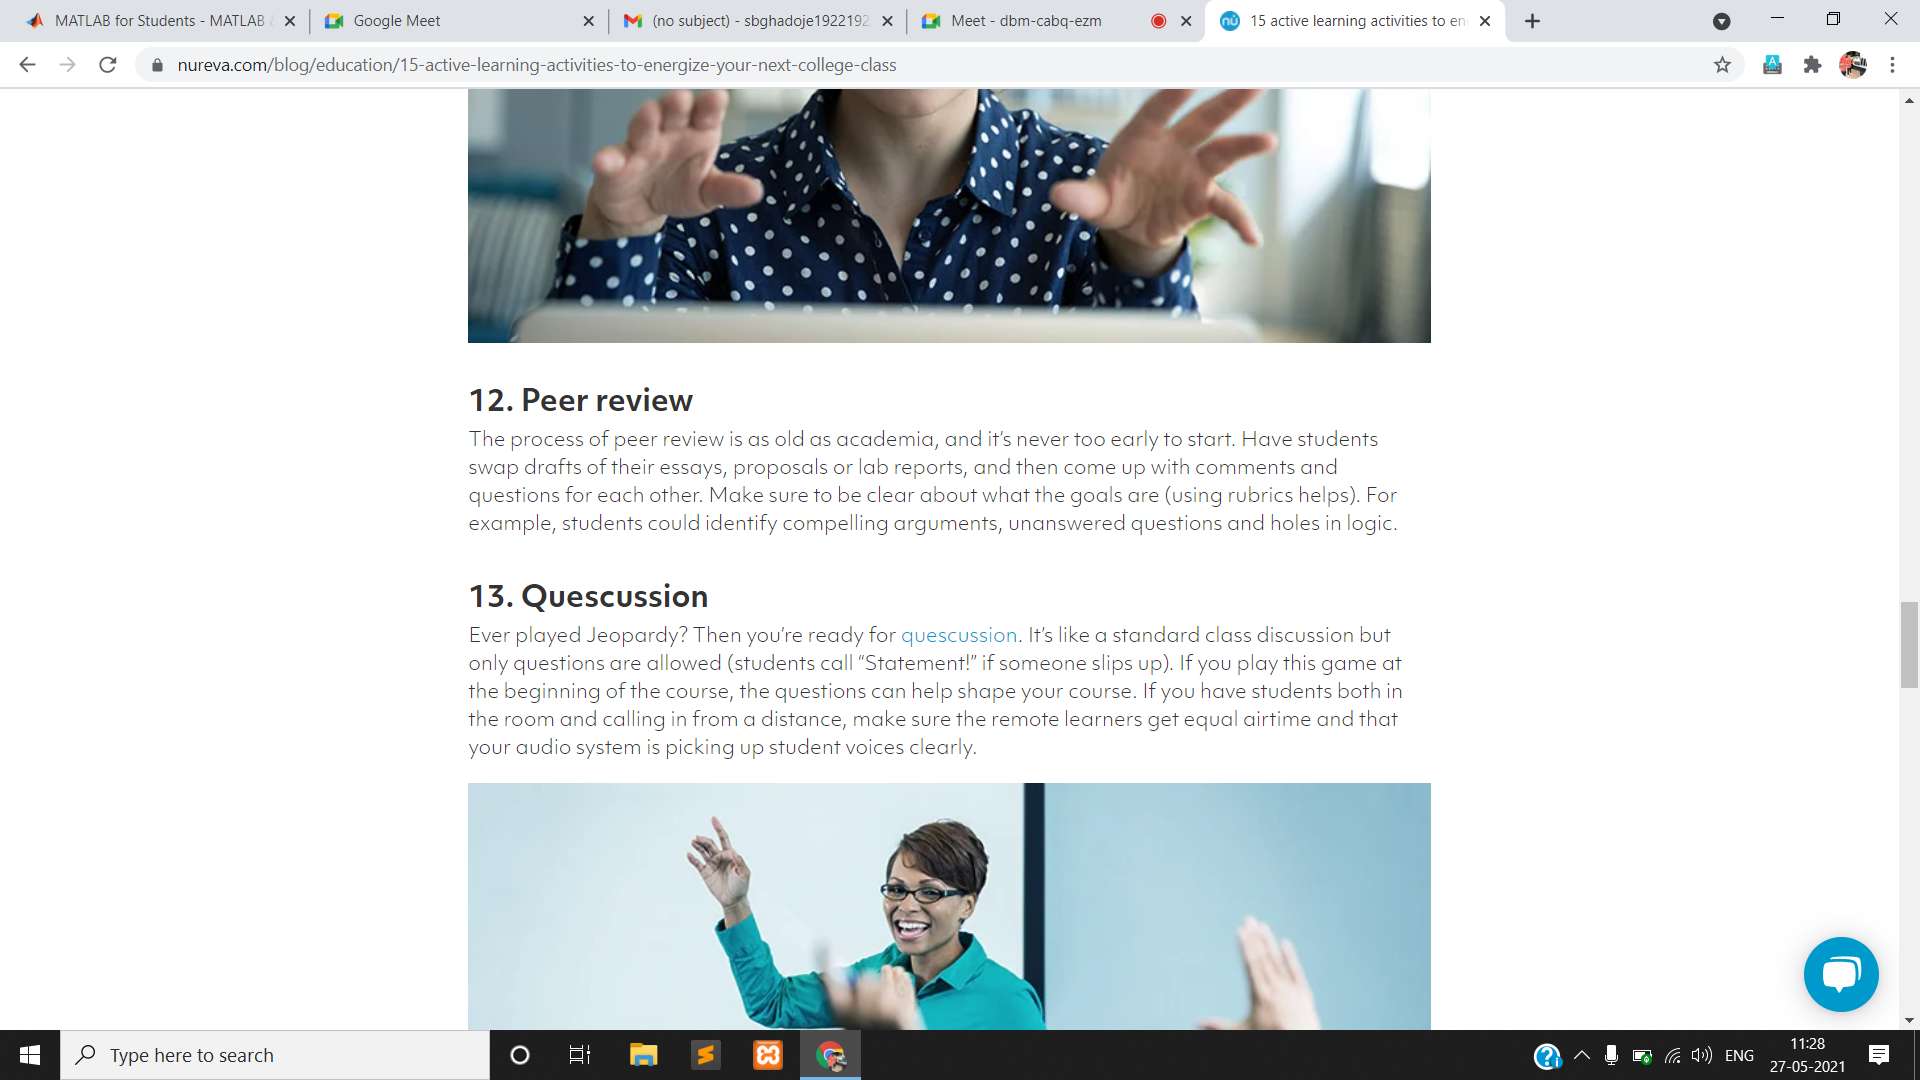 MATLAB for Students - MATLAB &
Google Meet
(no subject) - sbghadoje1922192
Meet - dbm-cabq-ezm
15 active learning activities to en
nureva.com/blog/education/15-active-learning-activities-to-energize-your-next-college-class
12. Peer review
The process of peer review is as old as academia, and it's never too early to start. Have students
swap drafts of their essays, proposals or lab reports, and then come up with comments and
questions for each other. Make sure to be clear about what the goals are (using rubrics helps). For
example, students could identify compelling arguments, unanswered questions and holes in logic.
13. Quescussion
Ever played Jeopardy? Then you’re ready for quescussion. It’s like a standard class discussion but
only questions are allowed (students call “Statement!” if someone slips up). If you play this game at
the beginning of the course, the questions can help shape your course. If you have students both in
the room and calling in from a distance, make sure the remote learners get equal airtime and that
your audio system is picking up student voices clearly.
Type here to search
ENG
11:28
27-05-2021